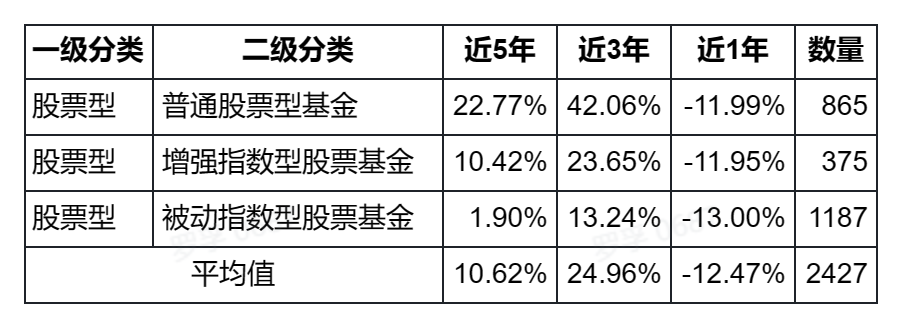 一级分类 二级分类 近5年 近3年 近1年 数量
股票型 普通股票型基金 22.77% 42.06% -11.99% 865
股票型 增强指数型股票基金 10.42% 23.65% -11.95% 375
股票型 被动指数型股票基金 1.90% 13.24% -13.00% 1187
平均值 10.62% 24.96% -12.47% 2427